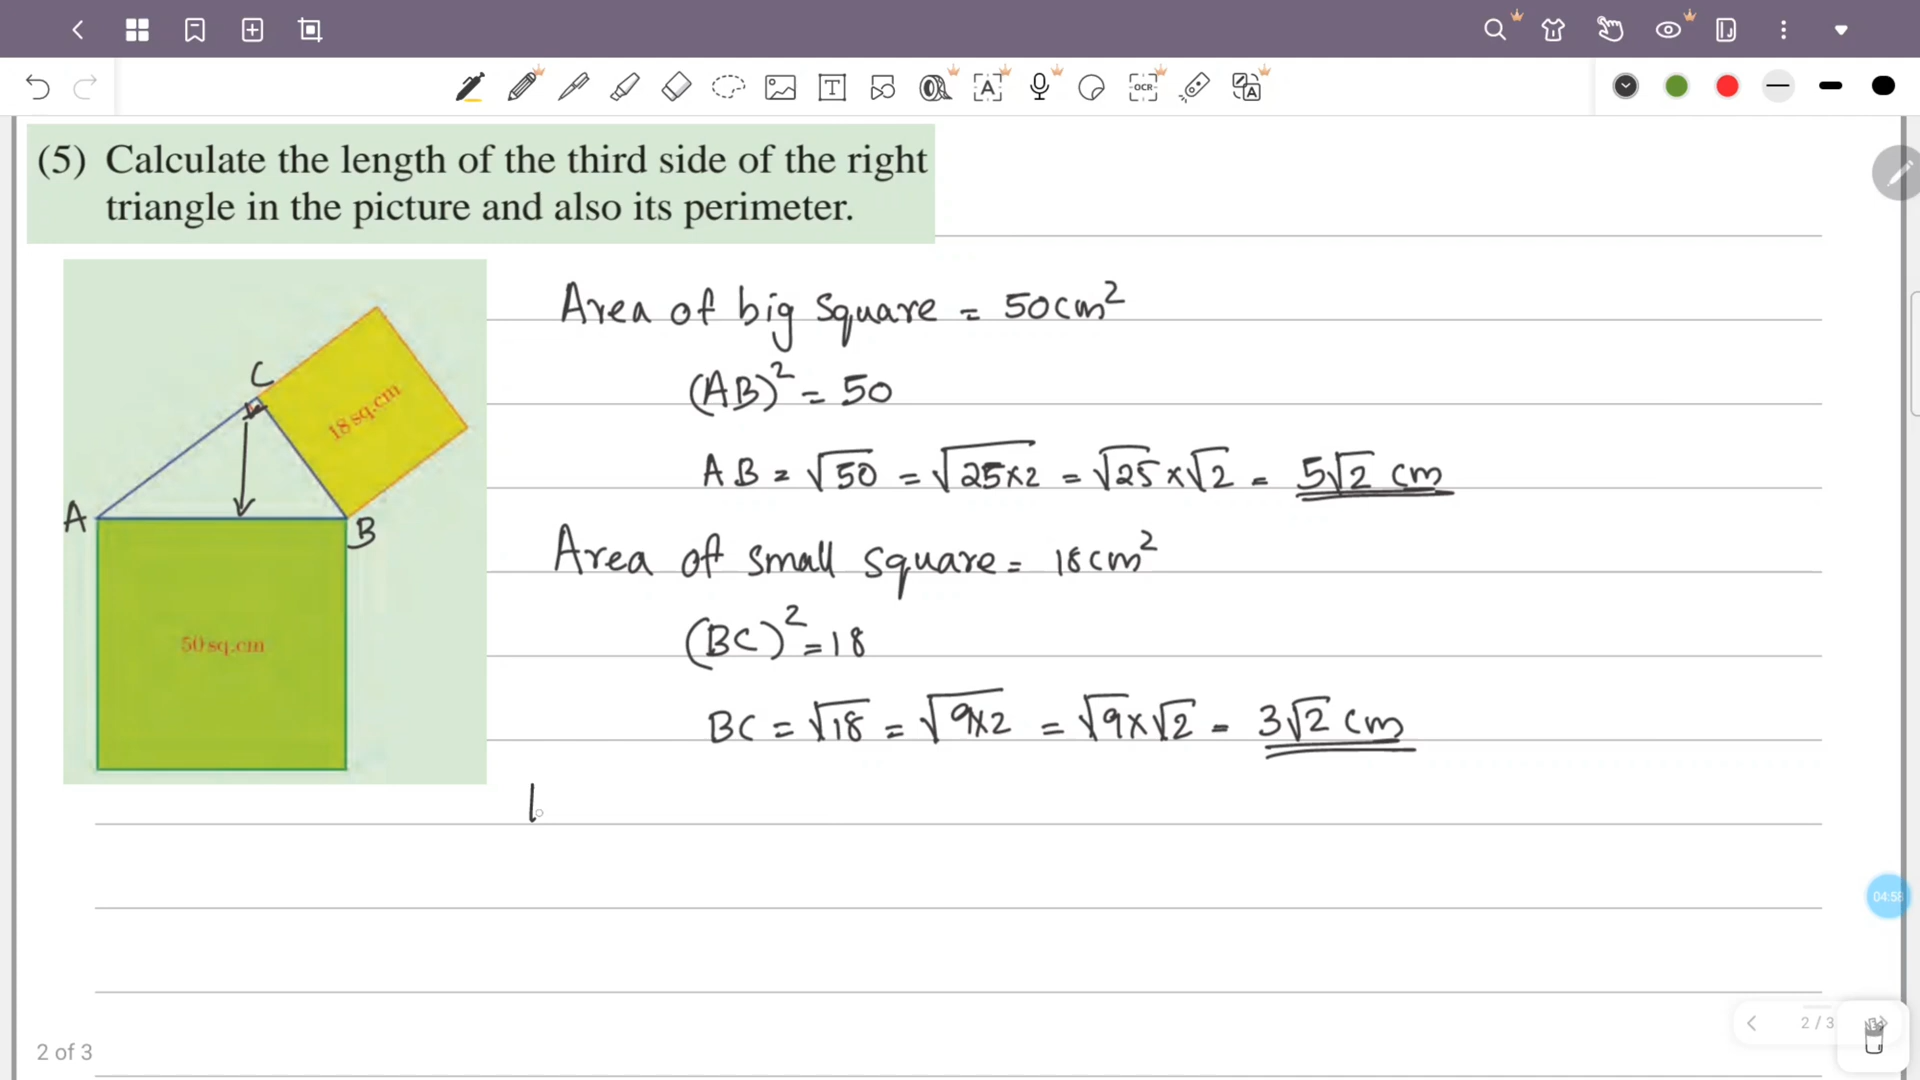 OCR
A
A
(5) Calculate the length of the third side of the right
triangle in the picture and also its perimeter.
C
18 sq.cm
A
B
50 sq.cm
Area of big square = 50cm²
(AB)² = 50
AB = √50 = √25×2 = √25 × √2 = 5√2 cm
Area of small square = 18cm²
(BC)² = 18
BC = √18 = √9×2 = √9 × √2 = 3√2 cm
04:58
2 / 3
2 of 3